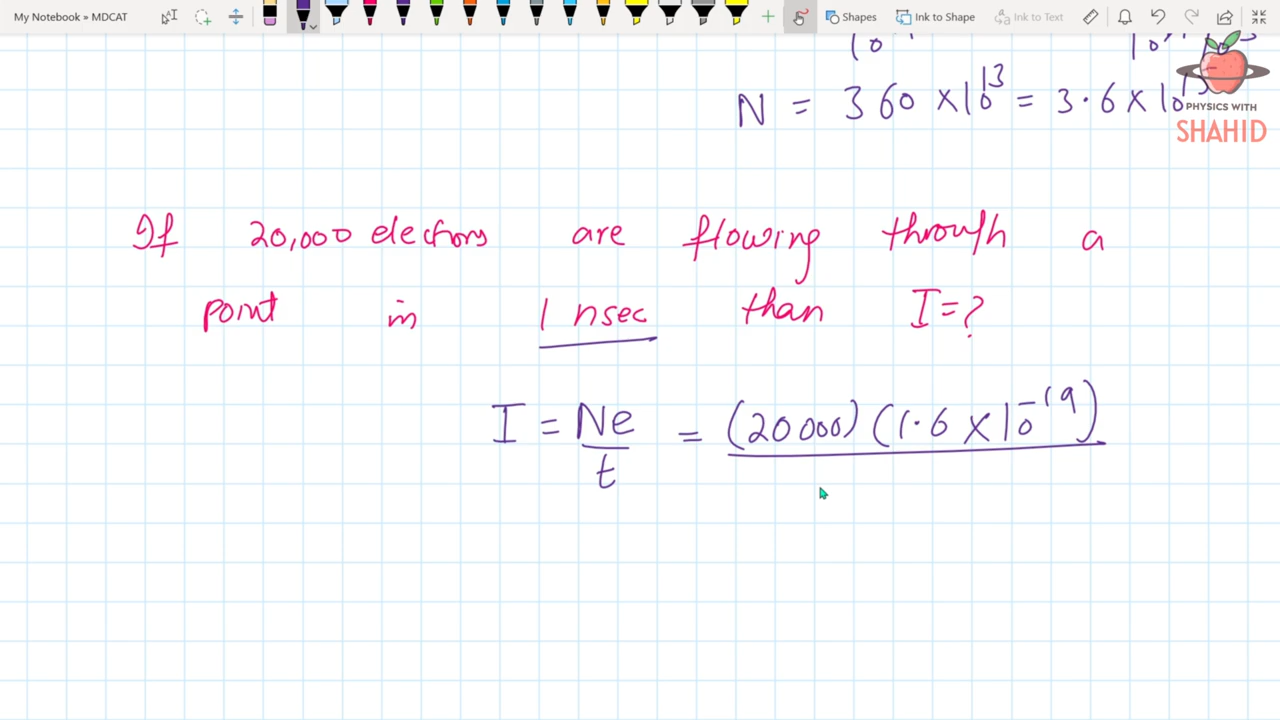 My Notebook » MDCAT Shapes Ink to Shape Ink to Text
N = 360 ×10^13 = 3.6 × 10^15
PHYSICS WITH
SHAHID
If 20,000 electrons are flowing through a
point in 1 nsec than I=?
I = Ne/t = (20000) (1.6 × 10^-19)